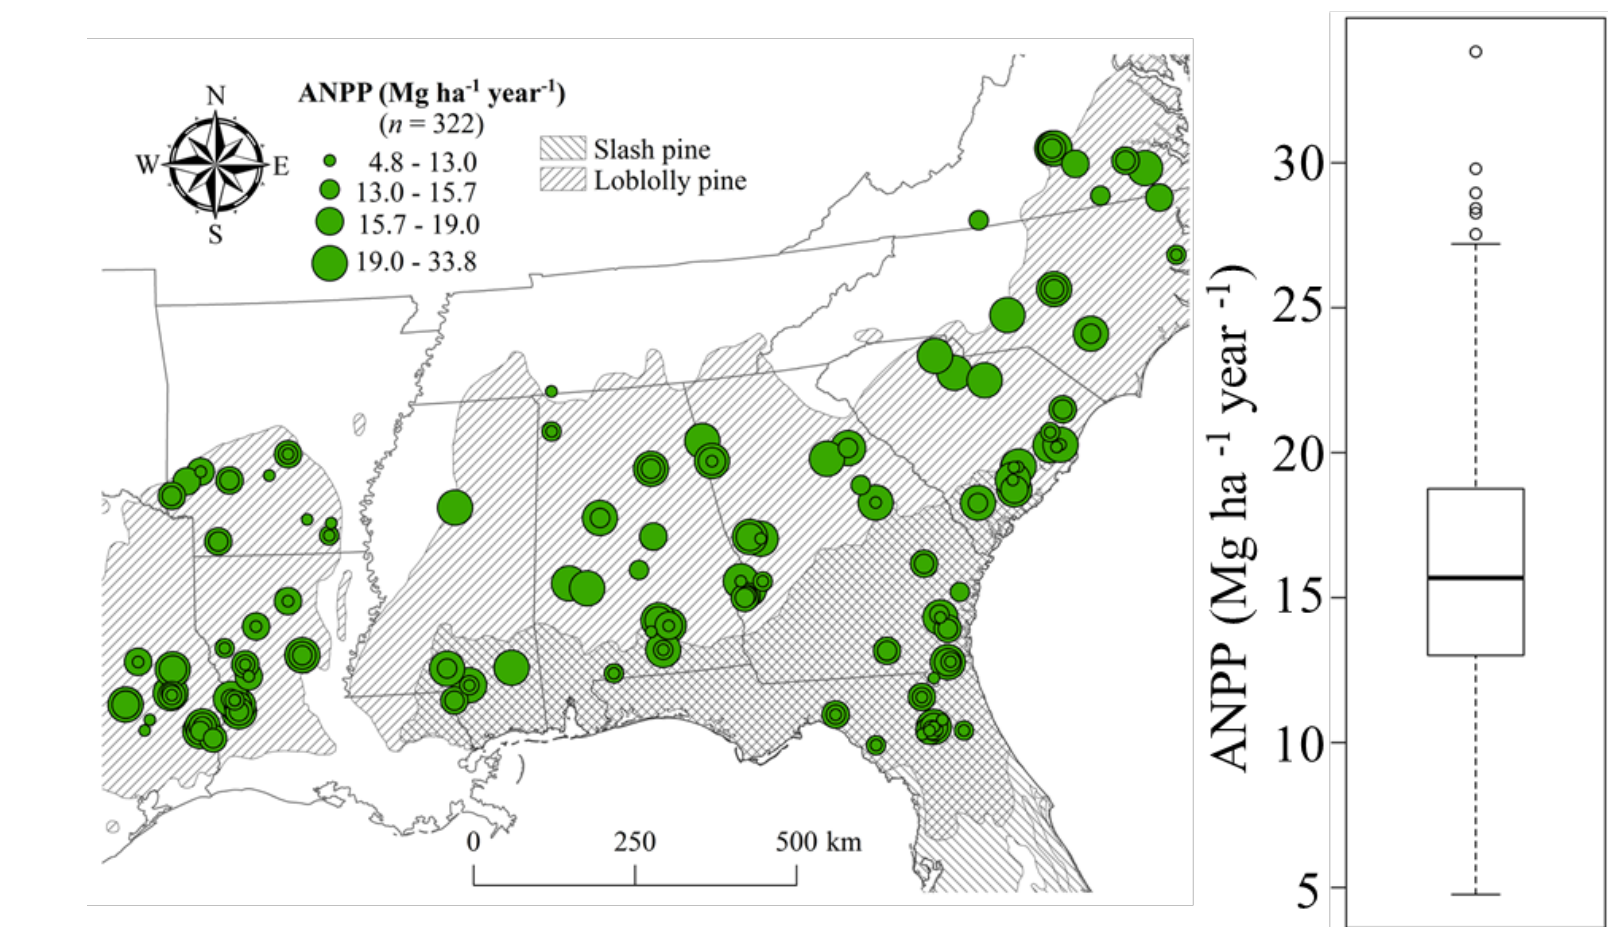 N
W E
S
ANPP (Mg ha⁻¹ year⁻¹)
(n = 322)
4.8 - 13.0
13.0 - 15.7
15.7 - 19.0
19.0 - 33.8
Slash pine
Loblolly pine
0 250 500 km
ANPP (Mg ha ⁻¹ year ⁻¹)
30
25
20
15
10
5